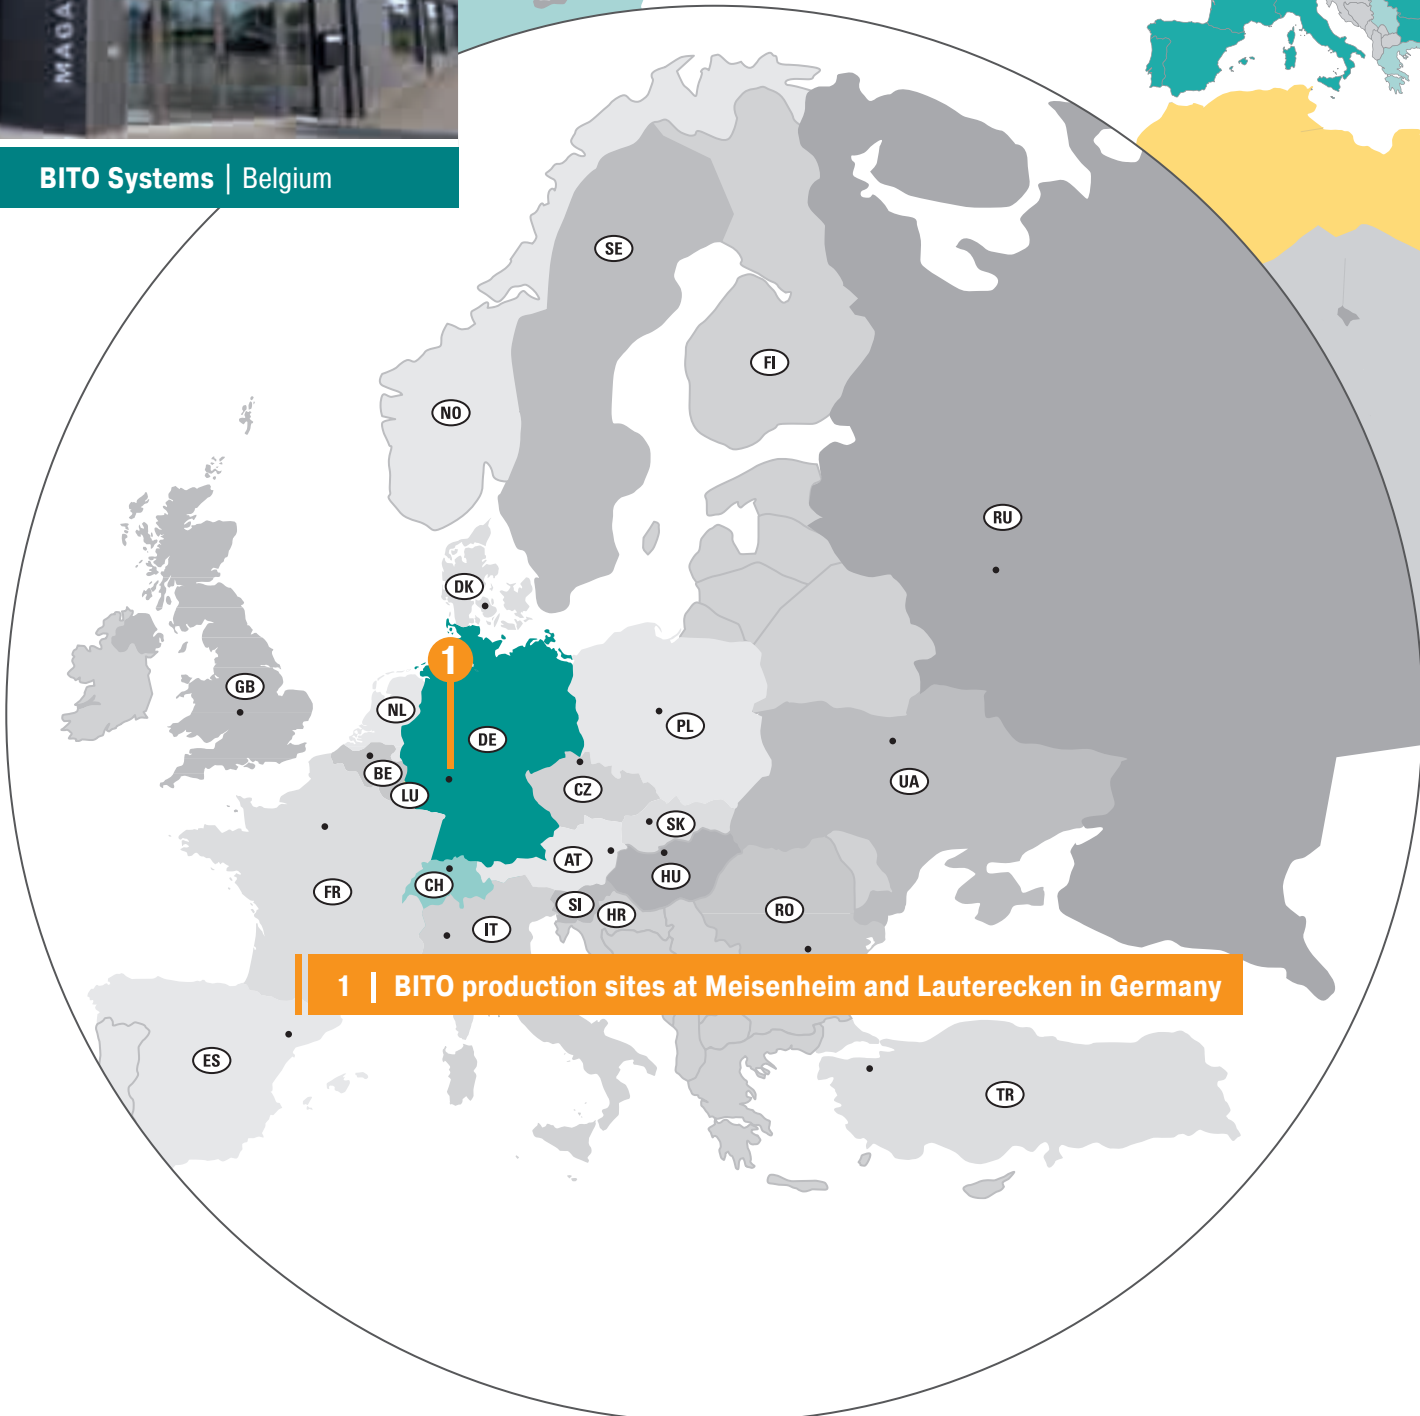 MAGA
BITO Systems | Belgium
SE
FI
NO
RU
DK
1
GB
NL
PL
DE
BE
CZ
UA
LU
SK
AT
HU
CH
FR
SI
RO
HR
IT
1 | BITO production sites at Meisenheim and Lauterecken in Germany
ES
TR